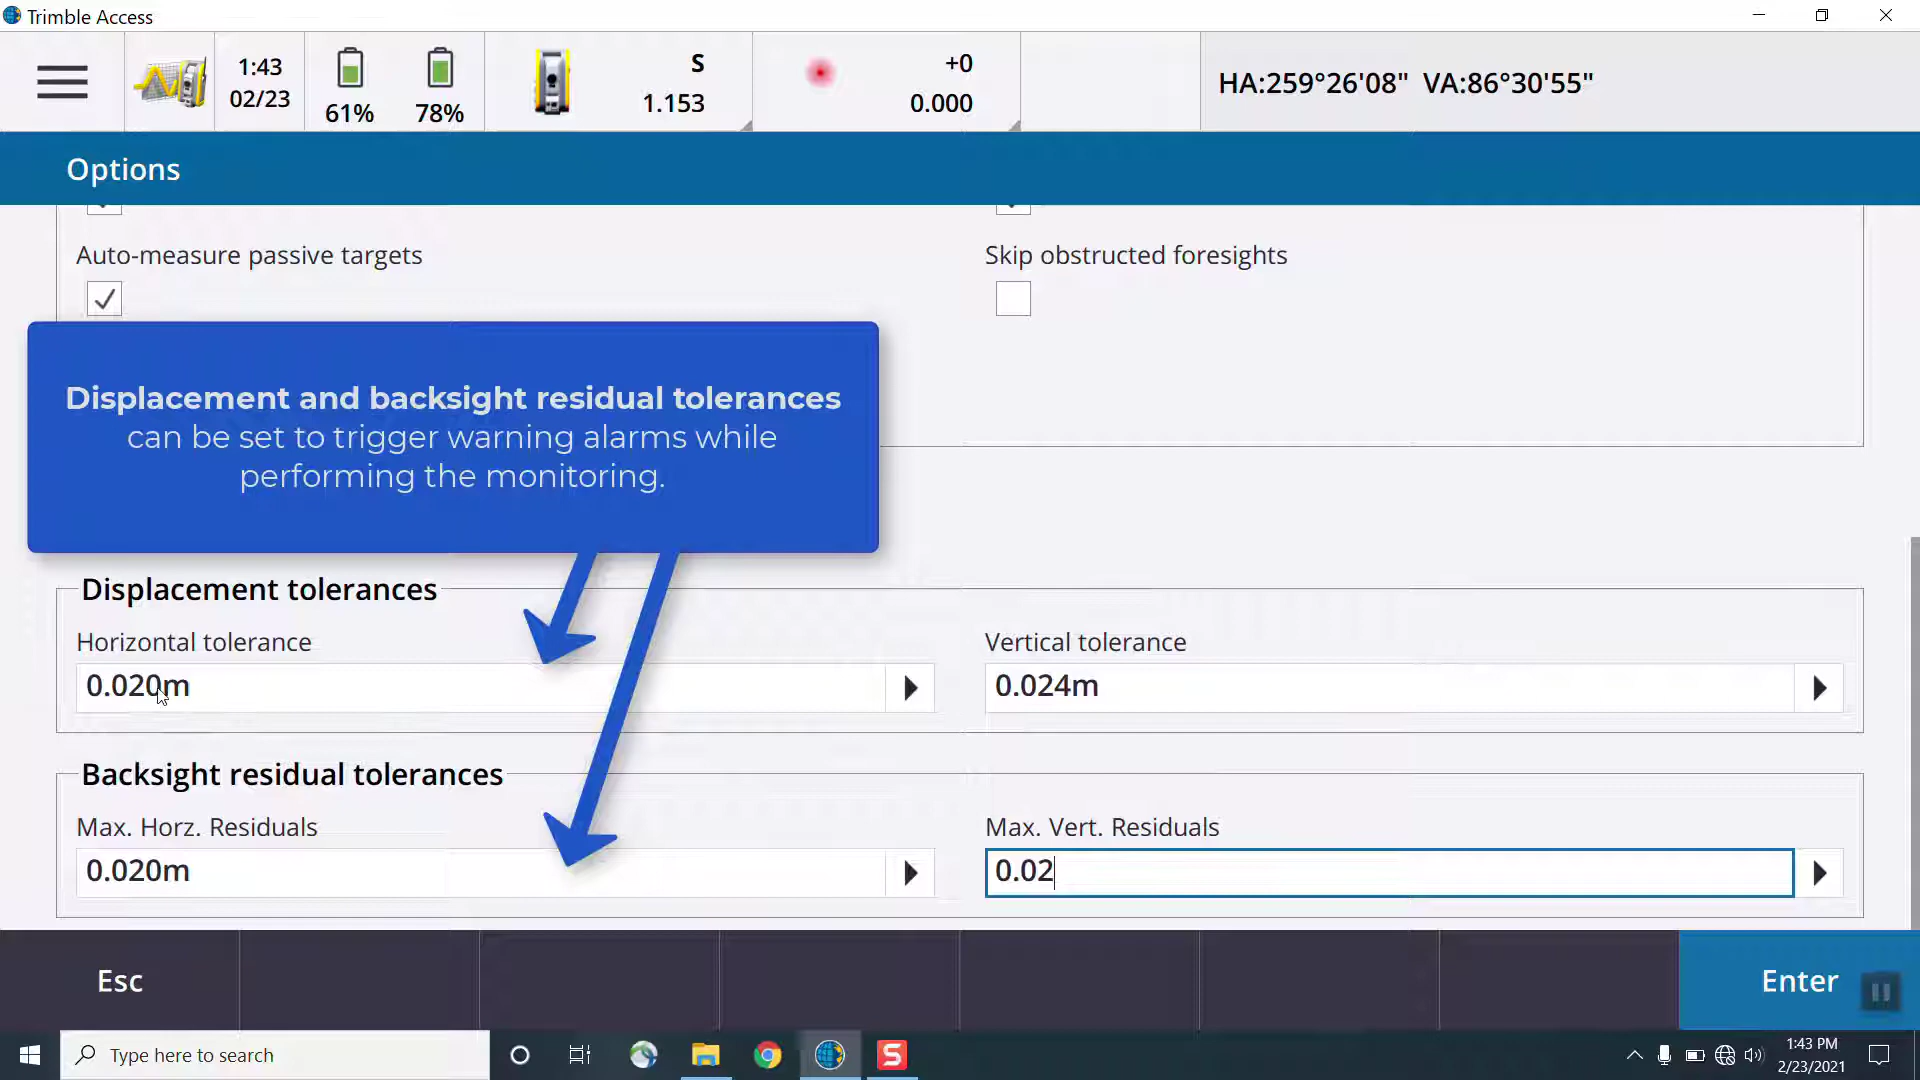 Trimble Access
1:43
02/23
61%
78%
S
1.153
+0
0.000
HA:259°26'08" VA:86°30'55"
Options
Auto-measure passive targets
Skip obstructed foresights
Displacement and backsight residual tolerances
can be set to trigger warning alarms while
performing the monitoring.
Displacement tolerances
Horizontal tolerance
Vertical tolerance
0.020m
0.024m
Backsight residual tolerances
Max. Horz. Residuals
Max. Vert. Residuals
0.020m
0.02
Esc
Enter
Type here to search
S
1:43 PM
2/23/2021